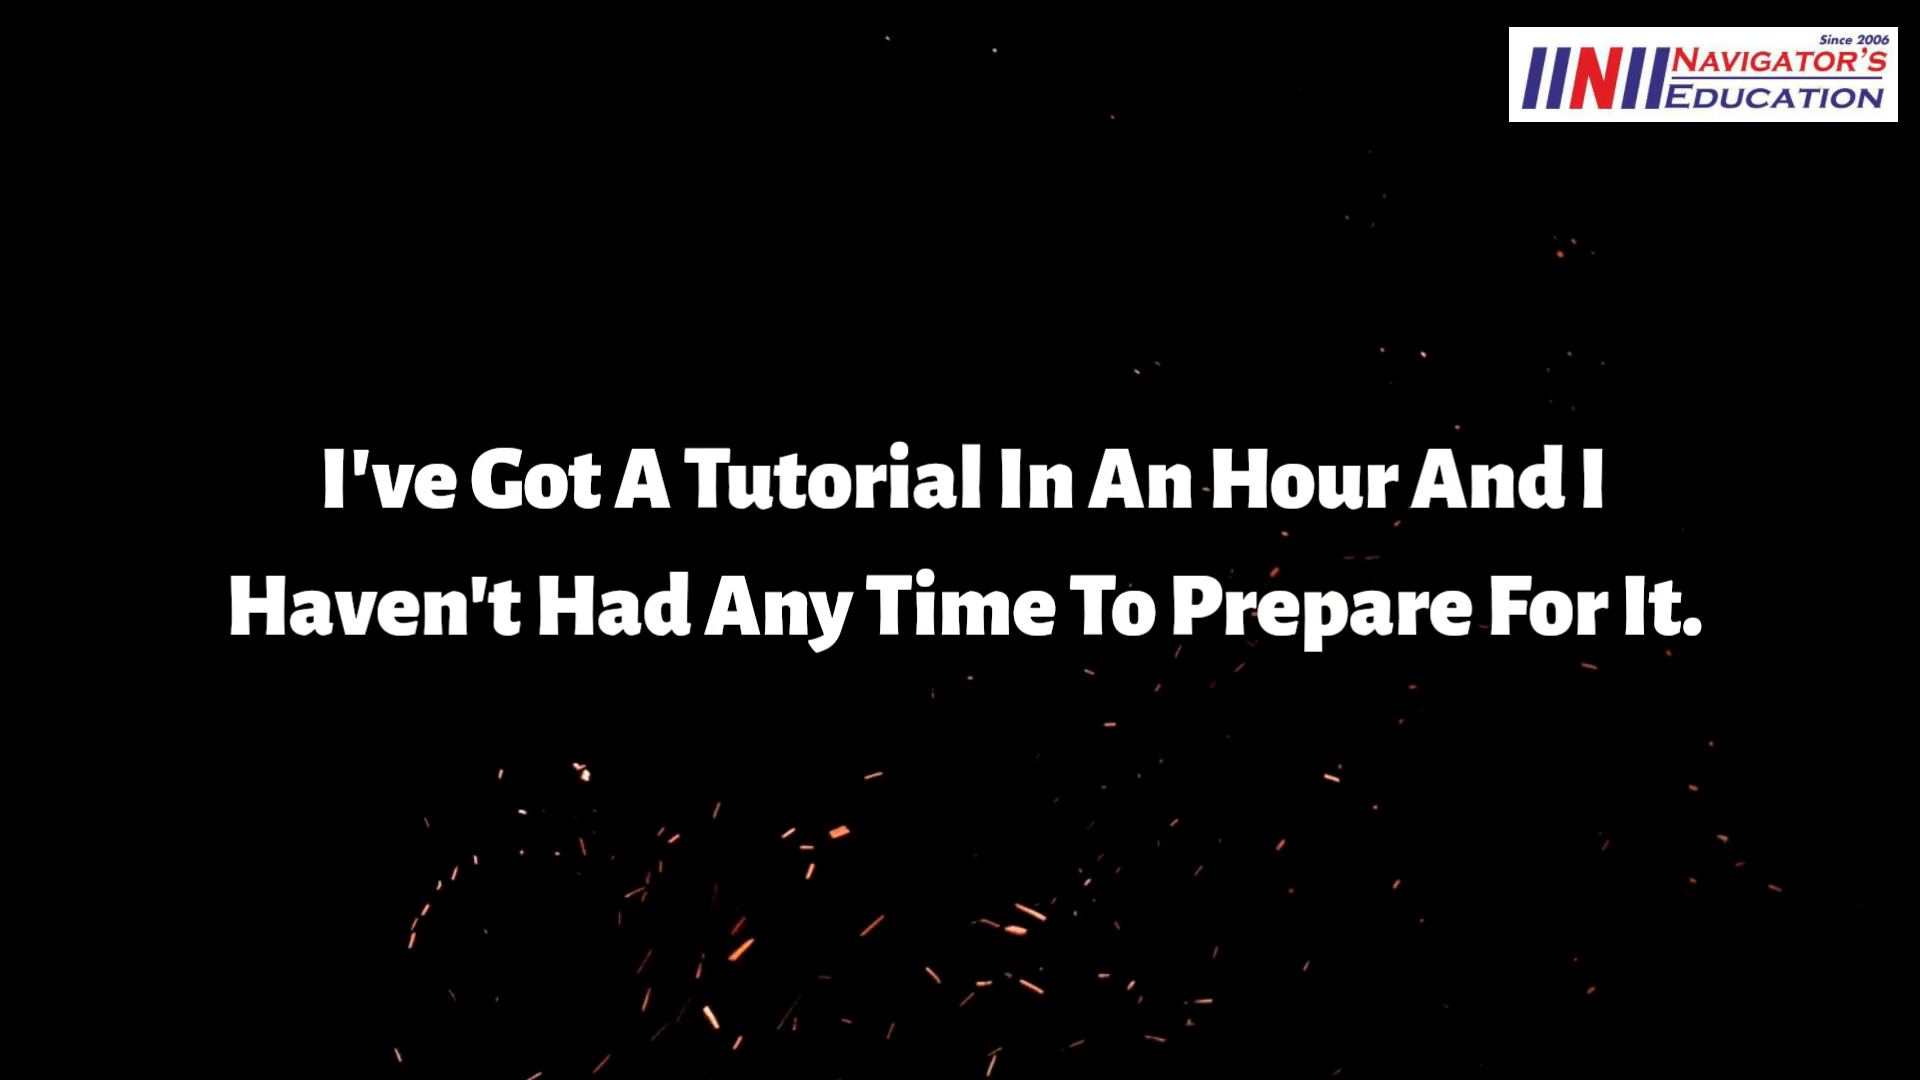 Since 2006
NAVIGATOR'S
EDUCATION
I've Got A Tutorial In An Hour And I
Haven't Had Any Time To Prepare For It.